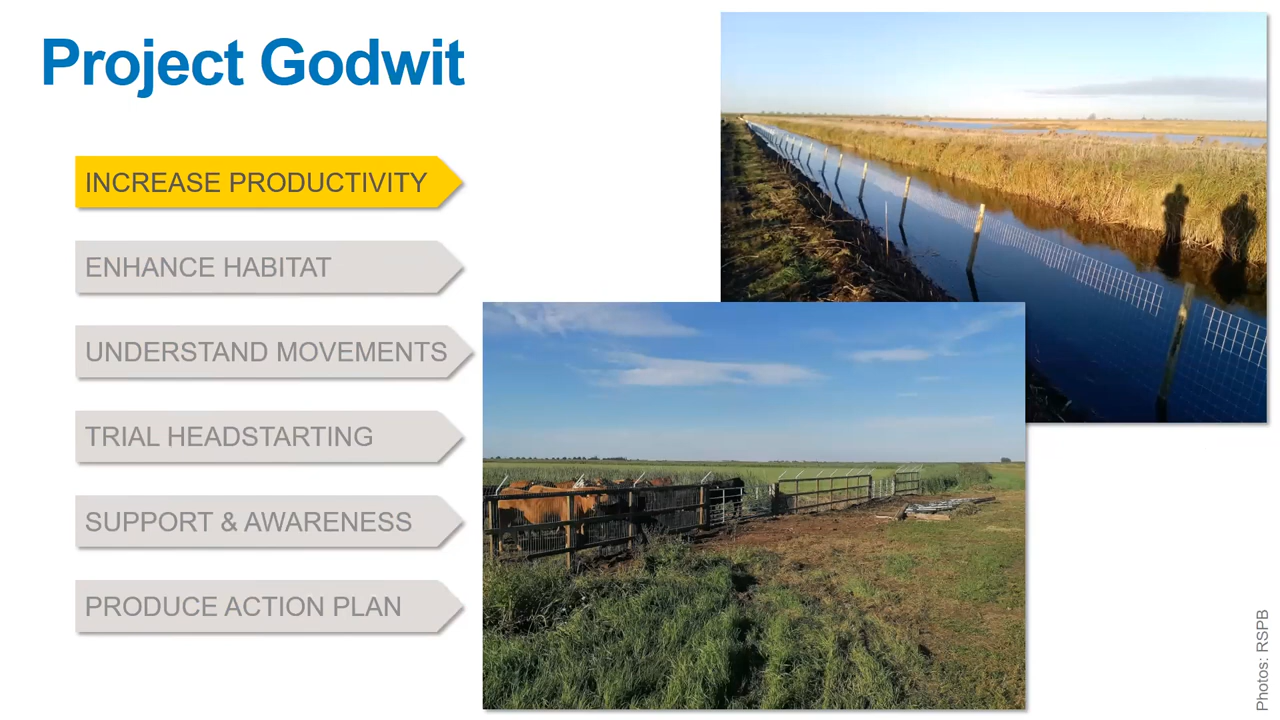 Project Godwit
INCREASE PRODUCTIVITY
ENHANCE HABITAT
UNDERSTAND MOVEMENTS
TRIAL HEADSTARTING
SUPPORT & AWARENESS
PRODUCE ACTION PLAN
Photos: RSPB